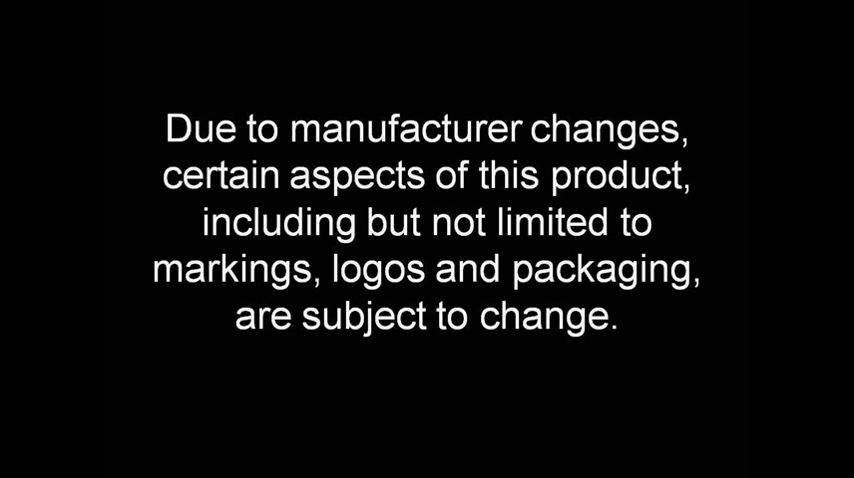 Due to manufacturer changes,
certain aspects of this product,
including but not limited to
markings, logos and packaging,
are subject to change.